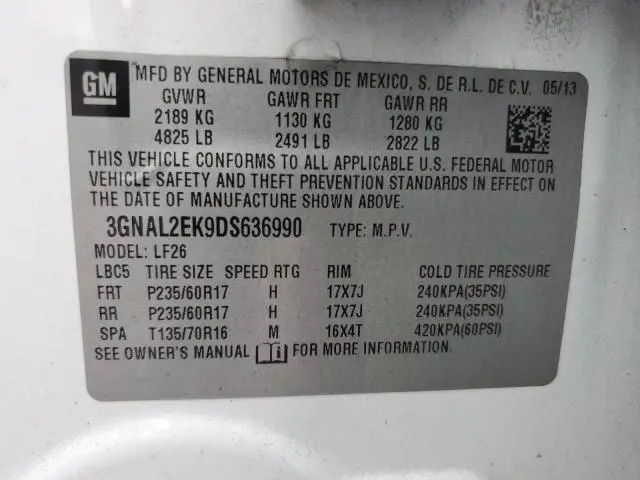 GM
MFD BY GENERAL MOTORS DE MEXICO, S. DE R.L. DE C.V. 05/13
GVWR GAWR FRT GAWR RR
2189 KG 1130 KG 1280 KG
4825 LB 2491 LB 2822 LB
THIS VEHICLE CONFORMS TO ALL APPLICABLE U.S. FEDERAL MOTOR
VEHICLE SAFETY AND THEFT PREVENTION STANDARDS IN EFFECT ON
THE DATE OF MANUFACTURE SHOWN ABOVE.
3GNAL2EK9DS636990 TYPE: M.P.V.
MODEL: LF26
LBC5 TIRE SIZE SPEED RTG RIM COLD TIRE PRESSURE
FRT P235/60R17 H 17X7J 240KPA(35PSI)
RR P235/60R17 H 17X7J 240KPA(35PSI)
SPA T135/70R16 M 16X4T 420KPA(60PSI)
SEE OWNER'S MANUAL FOR MORE INFORMATION